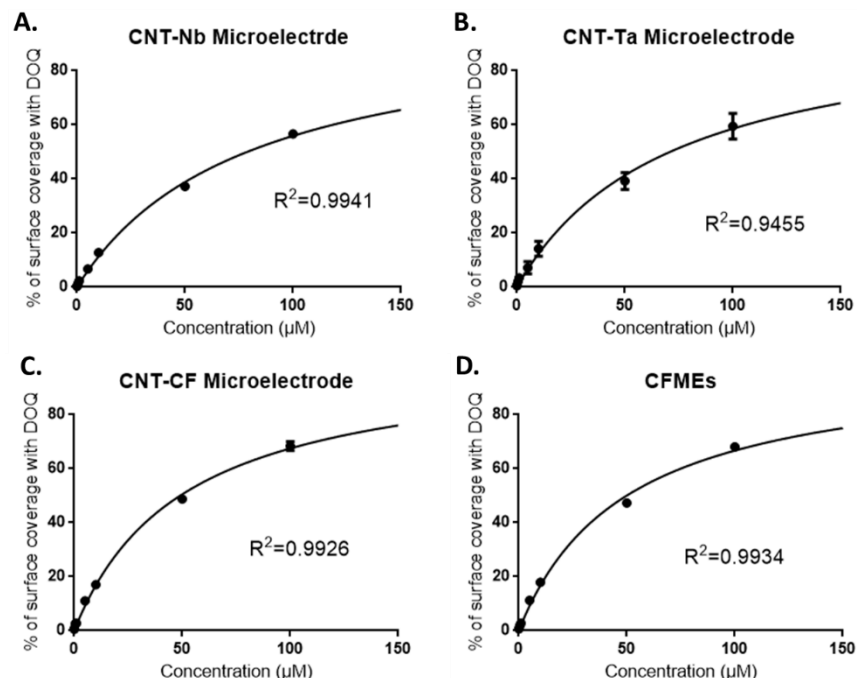 A.
CNT-Nb Microelectrde
% of surface coverage with DOQ
80
60
40
20
0
R²=0.9941
0 50 100 150
Concentration (µM)
B.
CNT-Ta Microelectrode
% of surface coverage with DOQ
80
60
40
20
0
R²=0.9455
0 50 100 150
Concentration (µM)
C.
CNT-CF Microelectrode
% of surface coverage with DOQ
80
60
40
20
0
R²=0.9926
0 50 100 150
Concentration (µM)
D.
CFMEs
% of surface coverage with DOQ
80
60
40
20
0
R²=0.9934
0 50 100 150
Concentration (µM)